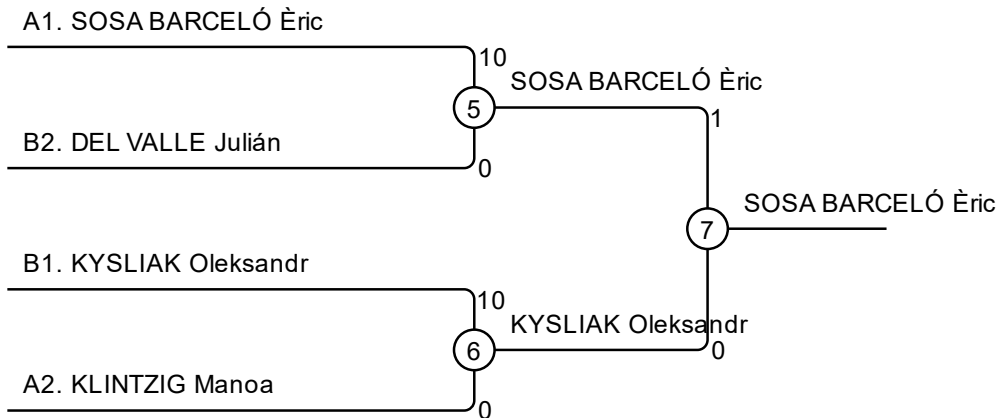 A1. SOSA BARCELÓ Èric
10
SOSA BARCELÓ Èric
5
1
B2. DEL VALLE Julián
0
SOSA BARCELÓ Èric
7
B1. KYSLIAK Oleksandr
10
KYSLIAK Oleksandr
6
0
A2. KLINTZIG Manoa
0